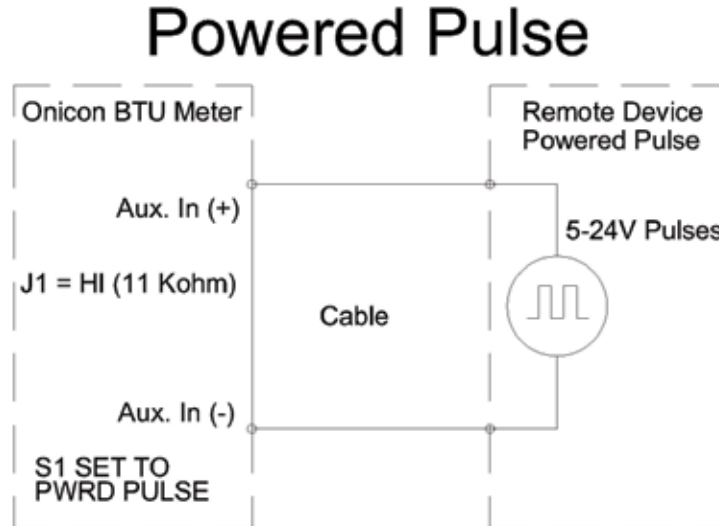 Powered Pulse
Onicon BTU Meter
Remote Device
Powered Pulse
Aux. In (+)
5-24V Pulses
J1 = HI (11 Kohm)
Cable
Aux. In (-)
S1 SET TO
PWRD PULSE